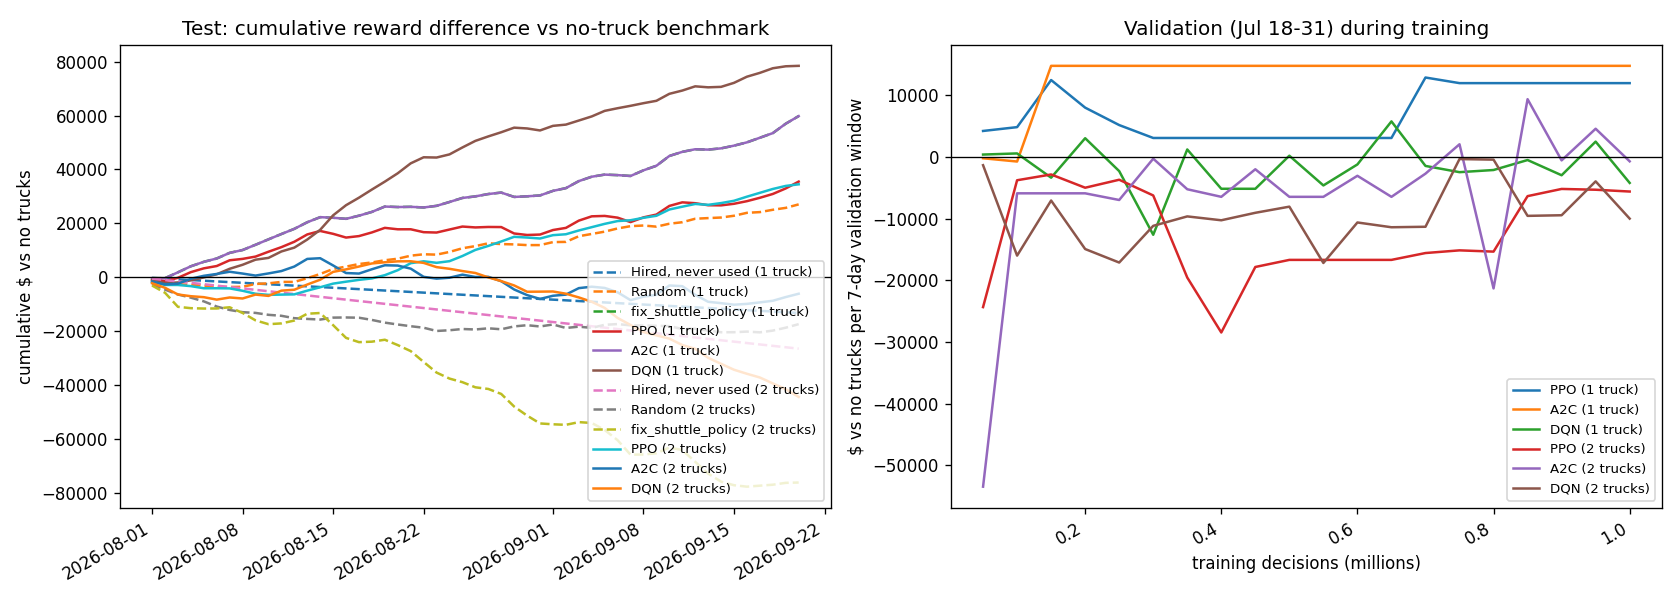 Test: cumulative reward difference vs no-truck benchmark
cumulative $ vs no trucks
80000
60000
40000
20000
0
−20000
−40000
−60000
−80000
2026-08-01
2026-08-08
2026-08-15
2026-08-22
2026-09-01
2026-09-08
2026-09-15
2026-09-22
Hired, never used (1 truck)
Random (1 truck)
fix_shuttle_policy (1 truck)
PPO (1 truck)
A2C (1 truck)
DQN (1 truck)
Hired, never used (2 trucks)
Random (2 trucks)
fix_shuttle_policy (2 trucks)
PPO (2 trucks)
A2C (2 trucks)
DQN (2 trucks)
Validation (Jul 18-31) during training
$ vs no trucks per 7-day validation window
10000
0
−10000
−20000
−30000
−40000
−50000
0.2
0.4
0.6
0.8
1.0
training decisions (millions)
PPO (1 truck)
A2C (1 truck)
DQN (1 truck)
PPO (2 trucks)
A2C (2 trucks)
DQN (2 trucks)